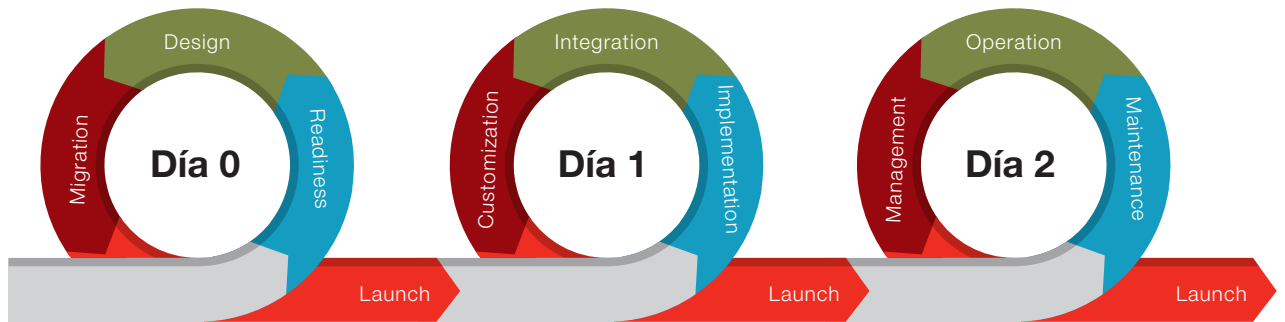 Design
Migration
Día 0
Readiness
Launch
Integration
Customization
Día 1
Implementation
Launch
Operation
Management
Día 2
Maintenance
Launch